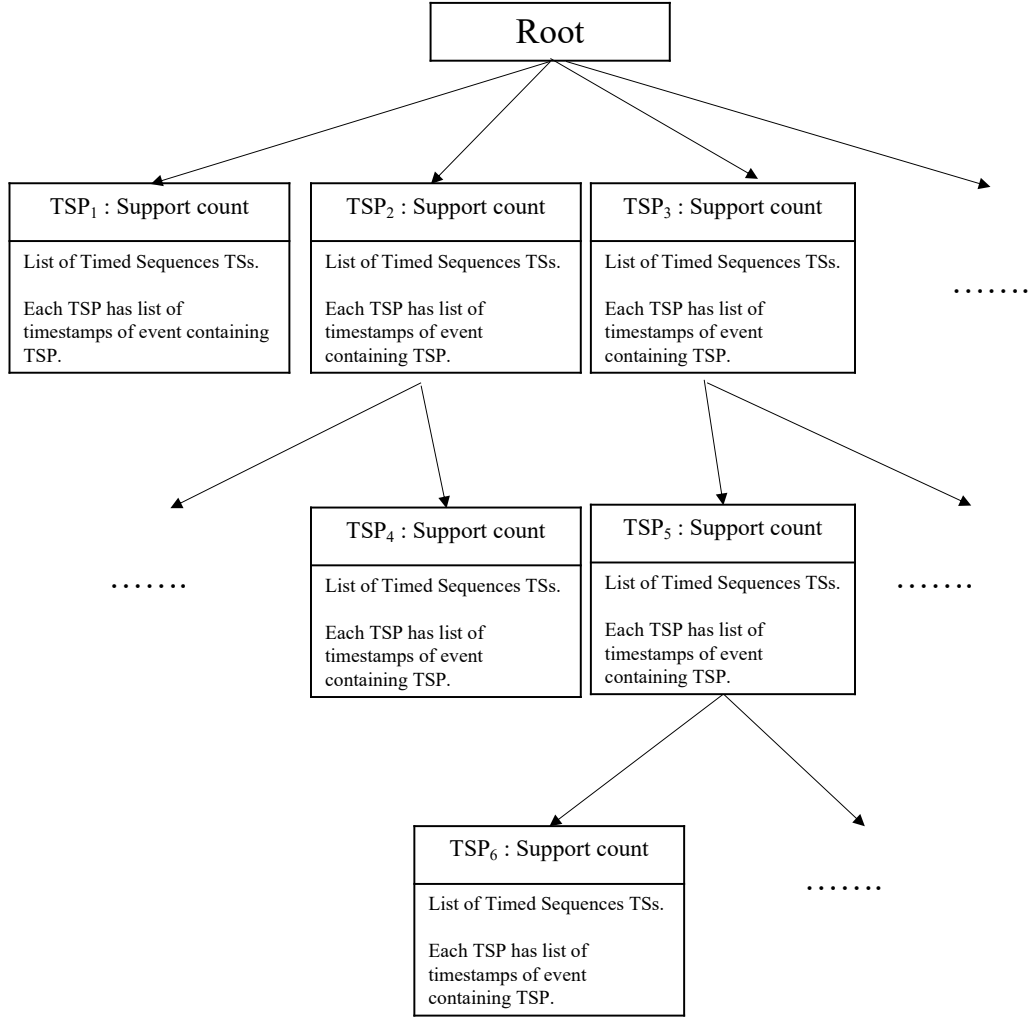 Root
TSP₁ : Support count
List of Timed Sequences TSs.
Each TSP has list of
timestamps of event containing
TSP.
TSP₂ : Support count
List of Timed Sequences TSs.
Each TSP has list of
timestamps of event
containing TSP.
TSP₃ : Support count
List of Timed Sequences TSs.
Each TSP has list of
timestamps of event
containing TSP.
…….
…….
TSP₄ : Support count
List of Timed Sequences TSs.
Each TSP has list of
timestamps of event
containing TSP.
TSP₅ : Support count
List of Timed Sequences TSs.
Each TSP has list of
timestamps of event
containing TSP.
…….
TSP₆ : Support count
List of Timed Sequences TSs.
Each TSP has list of
timestamps of event
containing TSP.
…….